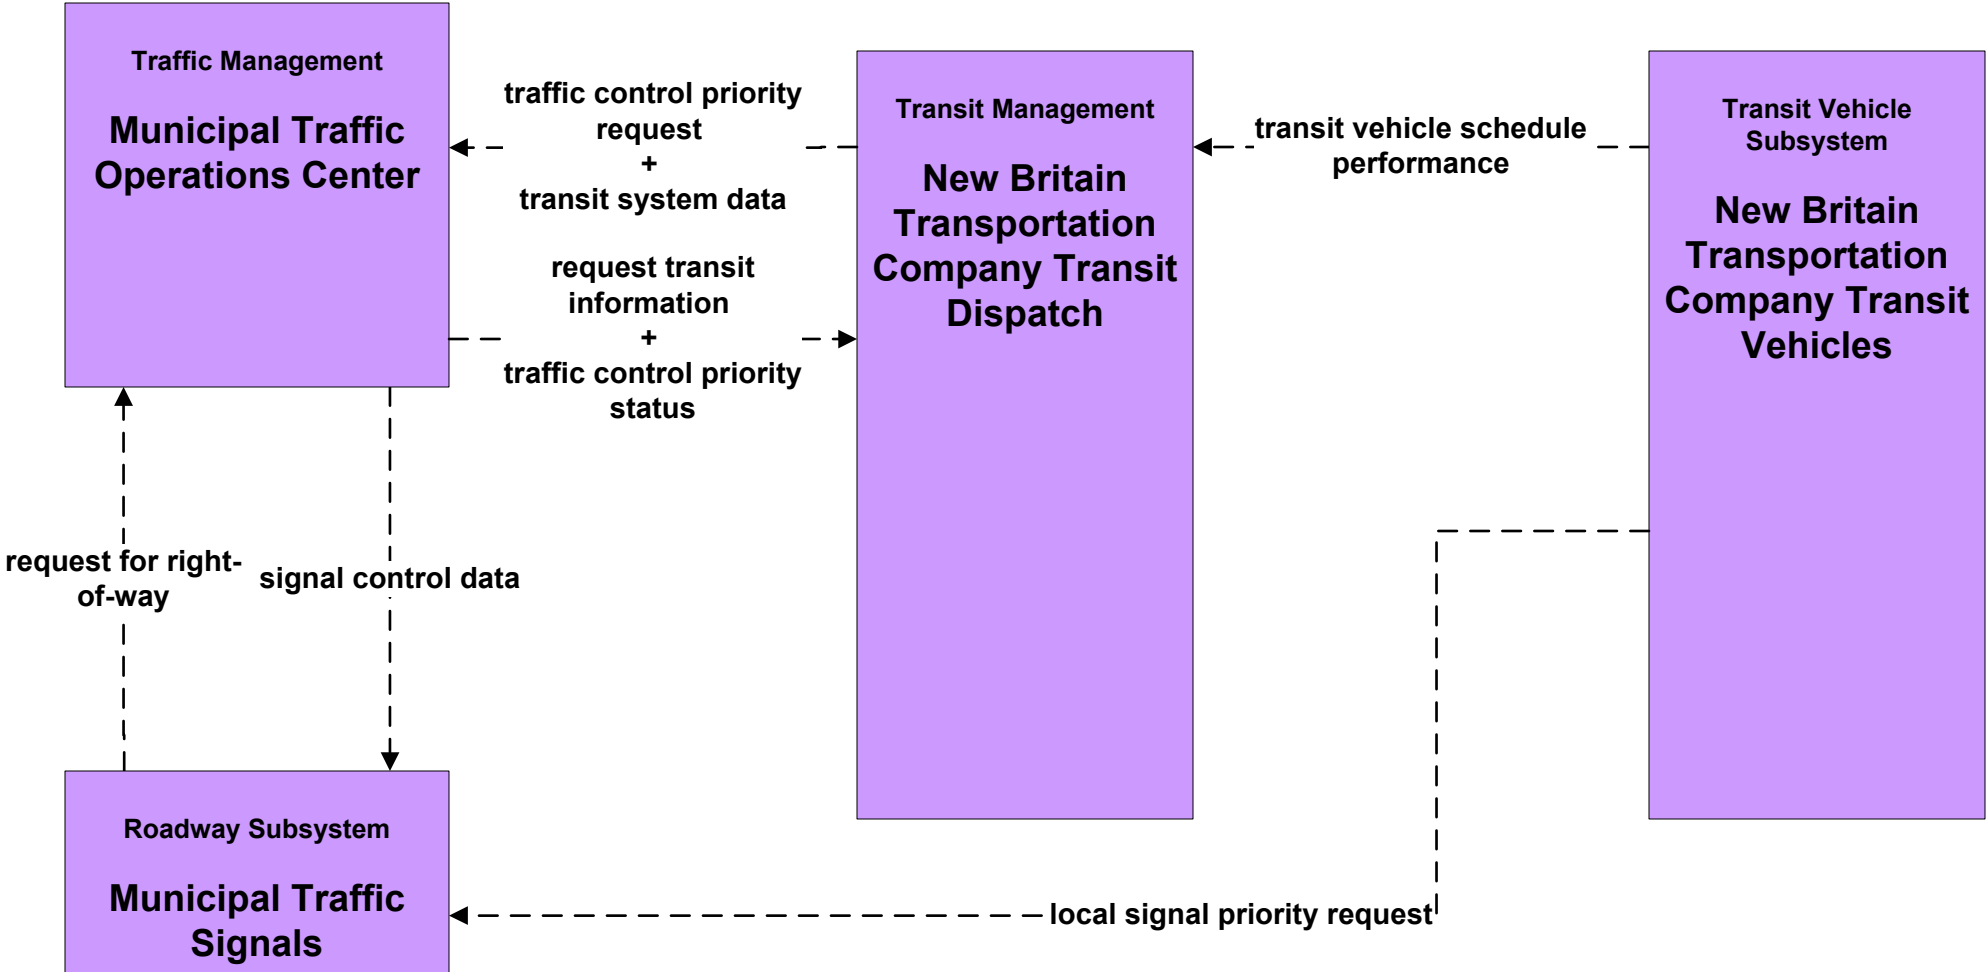 Traffic Management
Municipal Traffic
Operations Center
traffic control priority
request
+
transit system data
request transit
information
+
traffic control priority
status
Transit Management
New Britain
Transportation
Company Transit
Dispatch
transit vehicle schedule
performance
Transit Vehicle
Subsystem
New Britain
Transportation
Company Transit
Vehicles
request for right-
of-way
signal control data
Roadway Subsystem
Municipal Traffic
Signals
local signal priority request